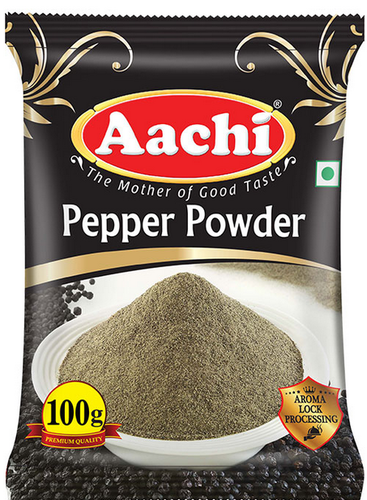 Aachi®
The Mother of Good Taste
Pepper Powder
100g
PREMIUM QUALITY
AROMA
LOCK
PROCESSING